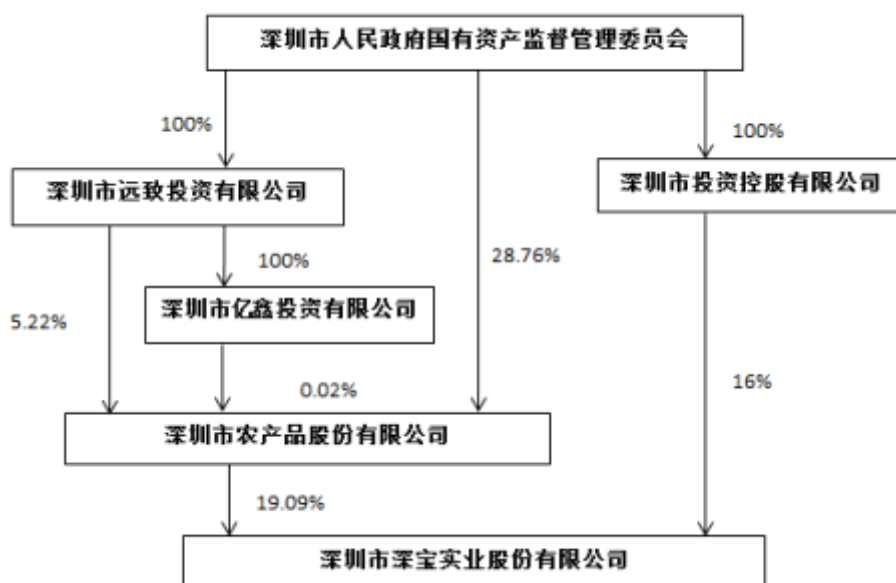 深圳市人民政府国有资产监督管理委员会
100%
100%
深圳市远致投资有限公司
深圳市投资控股有限公司
28.76%
100%
深圳市亿鑫投资有限公司
5.22%
0.02%
16%
深圳市农产品股份有限公司
19.09%
深圳市深宝实业股份有限公司